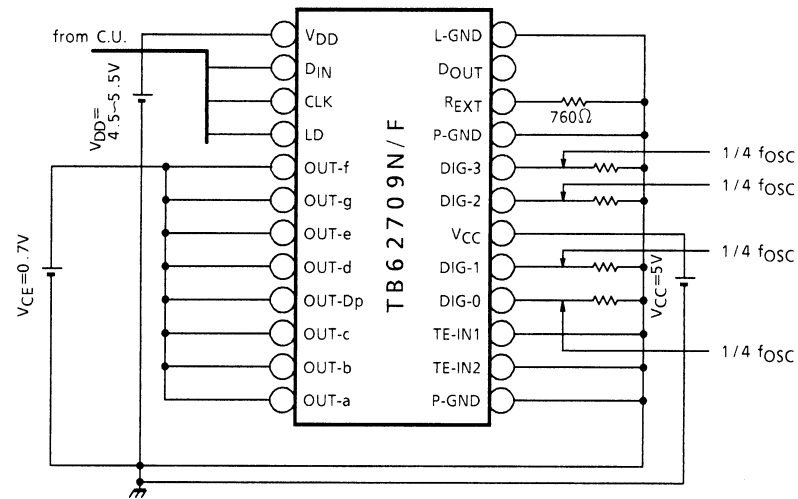 from C.U.
VDD=
4.5~5.5V
VCE=0.7V
VDD
DIN
CLK
LD
OUT-f
OUT-g
OUT-e
OUT-d
OUT-Dp
OUT-c
OUT-b
OUT-a
TB62709N/F
L-GND
DOUT
REXT
P-GND
DIG-3
DIG-2
VCC
DIG-1
DIG-0
TE-IN1
TE-IN2
P-GND
760Ω
1/4 fOSC
1/4 fOSC
1/4 fOSC
1/4 fOSC
VCC=5V